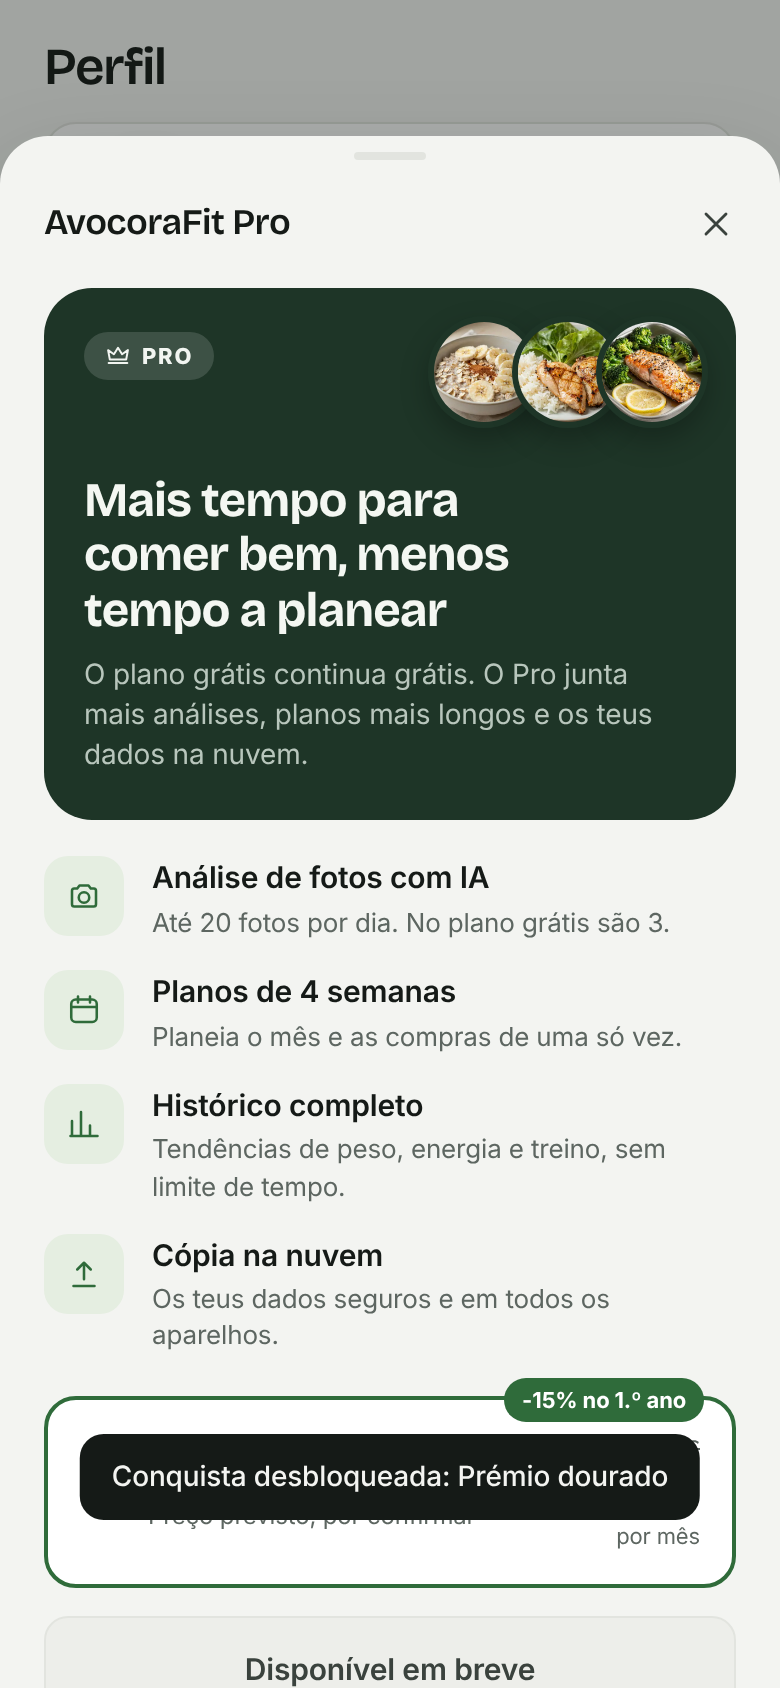 Perfil
AvocoraFit Pro
PRO
Mais tempo para
comer bem, menos
tempo a planear
O plano grátis continua grátis. O Pro junta
mais análises, planos mais longos e os teus
dados na nuvem.
Análise de fotos com IA
Até 20 fotos por dia. No plano grátis são 3.
Planos de 4 semanas
Planeia o mês e as compras de uma só vez.
Histórico completo
Tendências de peso, energia e treino, sem
limite de tempo.
Cópia na nuvem
Os teus dados seguros e em todos os
aparelhos.
-15% no 1.º ano
Conquista desbloqueada: Prémio dourado
Preço previsto, por confirmar
por mês
Disponível em breve